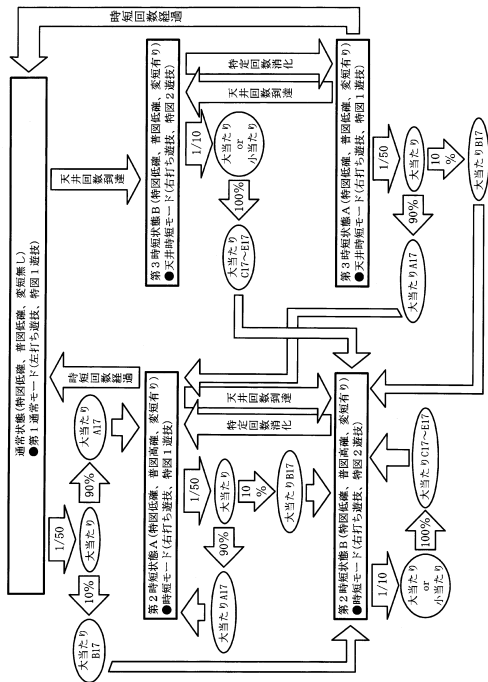 通常状態(特図低確、普図低確、変短無し)
●第1通常モード(左打ち遊技、特図1遊技)
1/50
大当たり
10%
大当たり
B17
90%
大当たり
A17
時短回数経過
天井回数到達
時短回数経過
第2時短状態A(特図低確、普図高確、変短有り)
●時短モード(右打ち遊技、特図1遊技)
1/50
大当たり
90%
大当たりA17
10
%
大当たりB17
特定回数消化
天井回数到達
第3時短状態B(特図低確、普図低確、変短有り)
●天井時短モード(右打ち遊技、特図2遊技)
1/10
大当たり
or
小当たり
100%
大当たり
C17~E17
天井回数到達
特定回数消化
第2時短状態B(特図低確、普図高確、変短有り)
●時短モード(右打ち遊技、特図2遊技)
1/10
大当たり
or
小当たり
100%
大当たりC17~E17
第3時短状態A(特図低確、普図低確、変短有り)
●天井時短モード(右打ち遊技、特図1遊技)
1/50
大当たり
90%
大当たりA17
10
%
大当たりB17